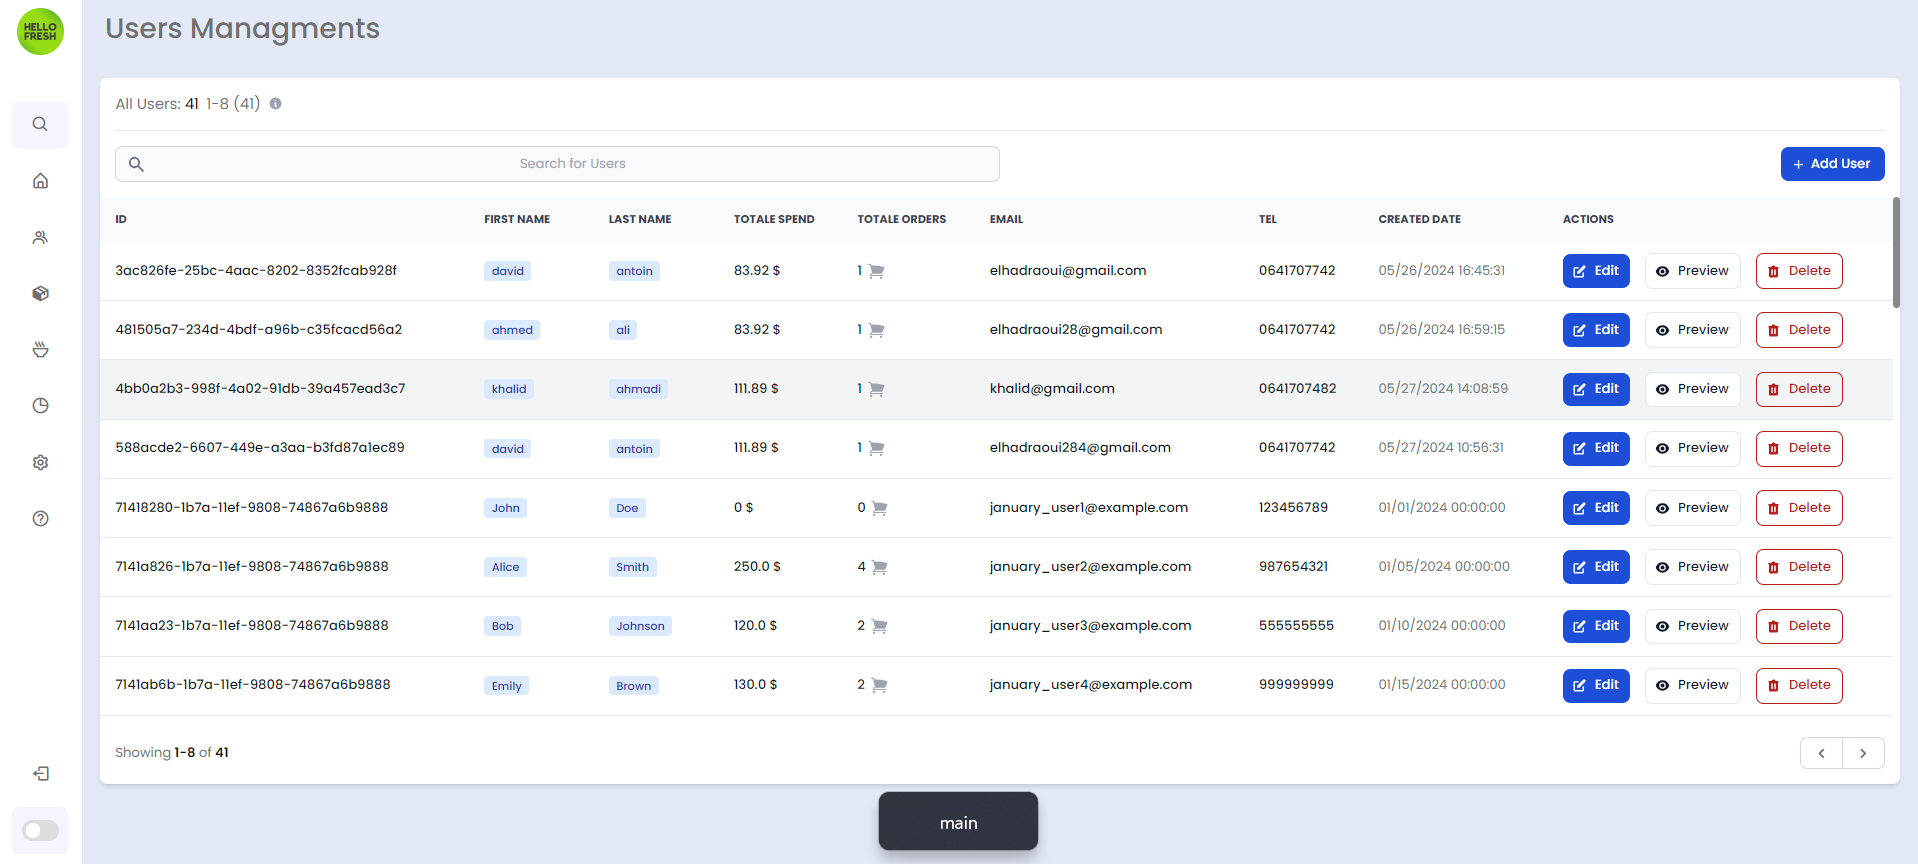 HELLO
FRESH
Users Managments
All Users: 41 1-8 (41)
Search for Users
+ Add User
ID FIRST NAME LAST NAME TOTALE SPEND TOTALE ORDERS EMAIL TEL CREATED DATE ACTIONS
3ac826fe-25bc-4aac-8202-8352fcab928f david antoin 83.92 $ 1 elhadraoui@gmail.com 0641707742 05/26/2024 16:45:31 Edit Preview Delete
481505a7-234d-4bdf-a96b-c35fcacd56a2 ahmed ali 83.92 $ 1 elhadraoui28@gmail.com 0641707742 05/26/2024 16:59:15 Edit Preview Delete
4bb0a2b3-998f-4a02-91db-39a457ead3c7 khalid ahmadi 111.89 $ 1 khalid@gmail.com 0641707482 05/27/2024 14:08:59 Edit Preview Delete
588acde2-6607-449e-a3aa-b3fd87a1ec89 david antoin 111.89 $ 1 elhadraoui284@gmail.com 0641707742 05/27/2024 10:56:31 Edit Preview Delete
71418280-1b7a-11ef-9808-74867a6b9888 John Doe 0 $ 0 january_user1@example.com 123456789 01/01/2024 00:00:00 Edit Preview Delete
7141a826-1b7a-11ef-9808-74867a6b9888 Alice Smith 250.0 $ 4 january_user2@example.com 987654321 01/05/2024 00:00:00 Edit Preview Delete
7141aa23-1b7a-11ef-9808-74867a6b9888 Bob Johnson 120.0 $ 2 january_user3@example.com 555555555 01/10/2024 00:00:00 Edit Preview Delete
7141ab6b-1b7a-11ef-9808-74867a6b9888 Emily Brown 130.0 $ 2 january_user4@example.com 999999999 01/15/2024 00:00:00 Edit Preview Delete
Showing 1-8 of 41
main